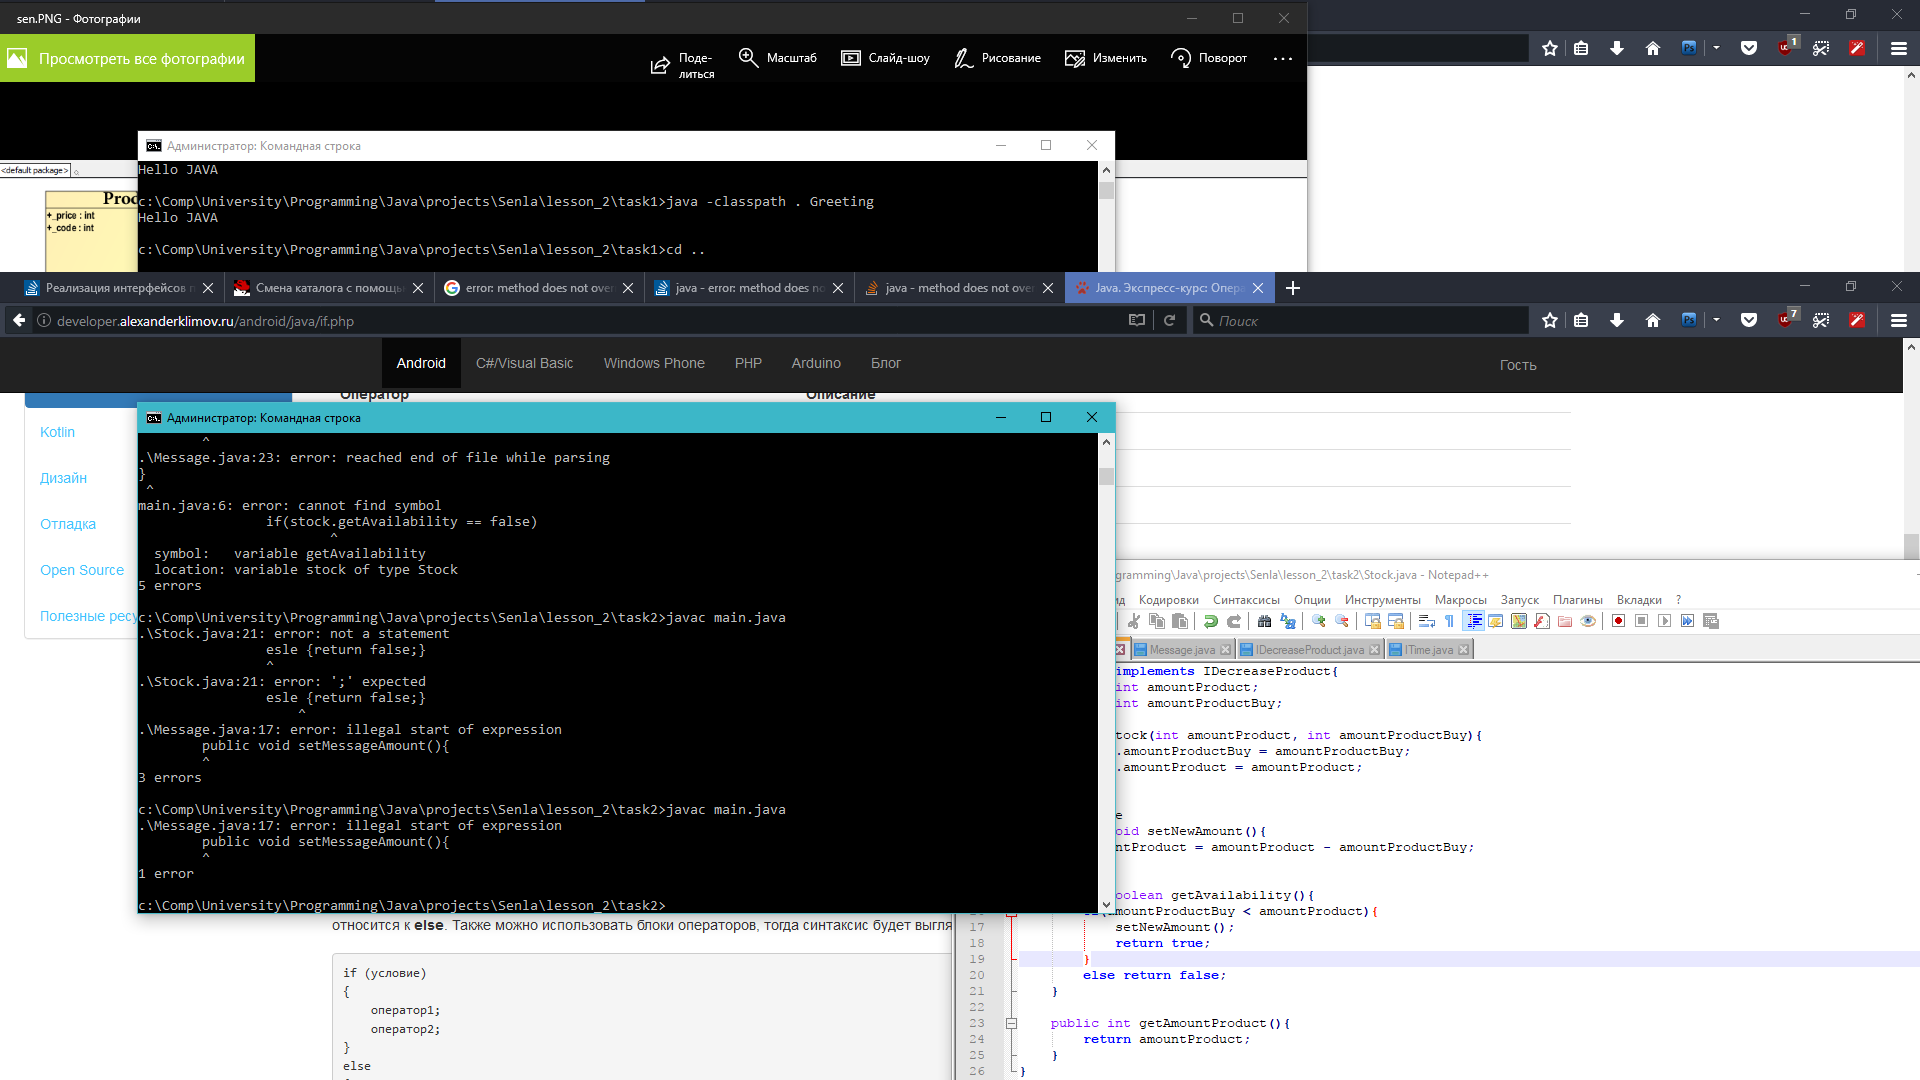 sen.PNG - Фотографии
Просмотреть все фотографии
Поде-
литься
Масштаб
Слайд-шоу
Рисование
Изменить
Поворот
1
<default package>
Prod
+_price : int
+_code : int
Администратор: Командная строка
Hello JAVA
c:\Comp\University\Programming\Java\projects\Senla\lesson_2\task1>java -classpath . Greeting
Hello JAVA
c:\Comp\University\Programming\Java\projects\Senla\lesson_2\task1>cd ..
Реализация интерфейсов
Смена каталога с помощь
error: method does not over
java - error: method does no
java - method does not over
Java. Экспресс-курс: Опера
developer.alexanderklimov.ru/android/java/if.php
Поиск
7
Android
C#/Visual Basic
Windows Phone
PHP
Arduino
Блог
Гость
Оператор
Описание
Kotlin
Дизайн
Отладка
Open Source
Полезные ресу
Администратор: Командная строка
^
.\Message.java:23: error: reached end of file while parsing
}
^
main.java:6: error: cannot find symbol
if(stock.getAvailability == false)
^
symbol:   variable getAvailability
location: variable stock of type Stock
5 errors
c:\Comp\University\Programming\Java\projects\Senla\lesson_2\task2>javac main.java
.\Stock.java:21: error: not a statement
esle {return false;}
^
.\Stock.java:21: error: ';' expected
esle {return false;}
^
.\Message.java:17: error: illegal start of expression
public void setMessageAmount(){
^
3 errors
c:\Comp\University\Programming\Java\projects\Senla\lesson_2\task2>javac main.java
.\Message.java:17: error: illegal start of expression
public void setMessageAmount(){
^
1 error
c:\Comp\University\Programming\Java\projects\Senla\lesson_2\task2>
относится к else. Также можно использовать блоки операторов, тогда синтаксис будет выгля
if (условие)
{
оператор1;
оператор2;
}
else
gramming\Java\projects\Senla\lesson_2\task2\Stock.java - Notepad++
ид Кодировки Синтаксисы Опции Инструменты Макросы Запуск Плагины Вкладки ?
Message.java
IDecreaseProduct.java
ITime.java
implements IDecreaseProduct{
int amountProduct;
int amountProductBuy;
tock(int amountProduct, int amountProductBuy){
.amountProductBuy = amountProductBuy;
.amountProduct = amountProduct;
e
oid setNewAmount(){
ntProduct = amountProduct - amountProductBuy;
oolean getAvailability(){
amountProductBuy < amountProduct){
17 setNewAmount();
18 return true;
19 }
20 else return false;
21 }
22
23 public int getAmountProduct(){
24 return amountProduct;
25 }
26 }